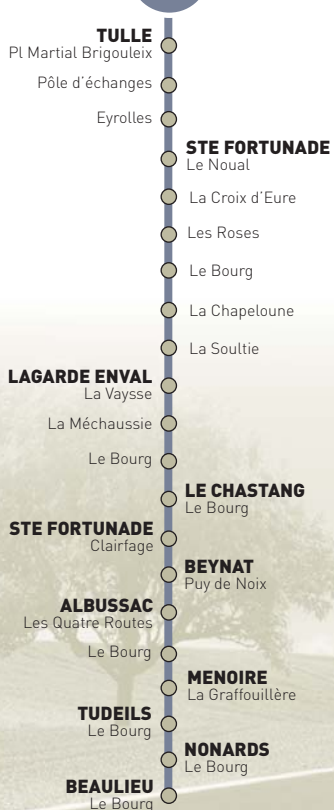 TULLE
Pl Martial Brigouleix
Pôle d'échanges
Eyrolles
STE FORTUNADE
Le Noual
La Croix d'Eure
Les Roses
Le Bourg
La Chapeloune
La Soultie
LAGARDE ENVAL
La Vaysse
La Méchaussie
Le Bourg
LE CHASTANG
Le Bourg
STE FORTUNADE
Clairfage
BEYNAT
Puy de Noix
ALBUSSAC
Les Quatre Routes
Le Bourg
MENOIRE
La Graffouillère
TUDEILS
Le Bourg
NONARDS
Le Bourg
BEAULIEU
Le Bourg